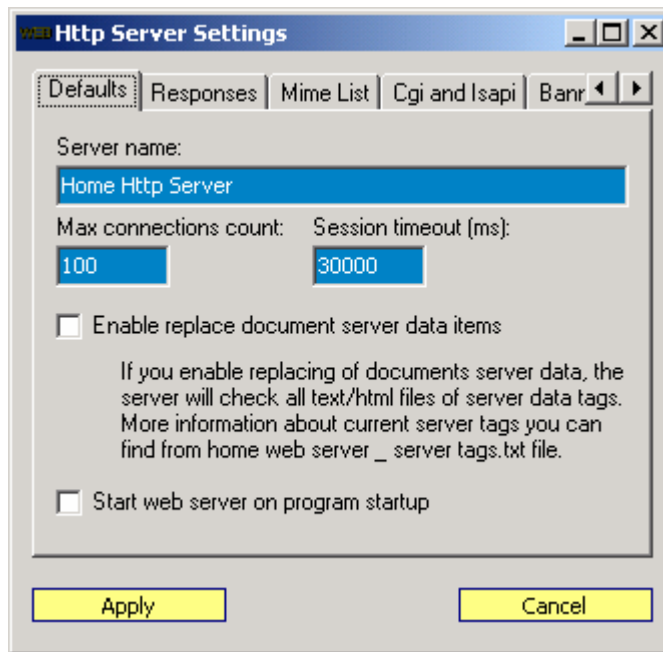 WEB Http Server Settings
Defaults Responses Mime List Cgi and Isapi Banr
Server name:
Home Http Server
Max connections count: Session timeout (ms):
100 30000
Enable replace document server data items
If you enable replacing of documents server data, the
server will check all text/html files of server data tags.
More information about current server tags you can
find from home web server _ server tags.txt file.
Start web server on program startup
Apply Cancel